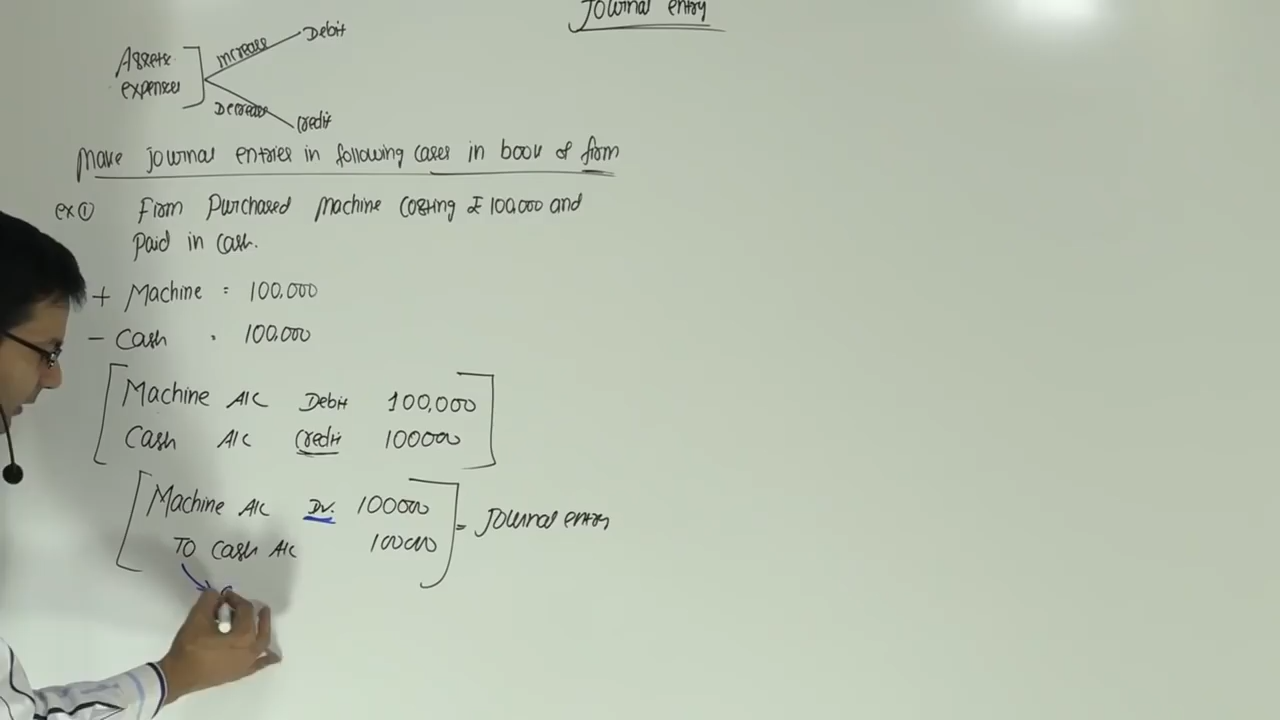 Journal entry
Assets
expenses
Increase
Debit
Decrease
Credit
Make journal entries in following cases in book of firm
ex ① Firm Purchased Machine Costing ₹ 100,000 and
Paid in Cash.
+ Machine = 100,000
- Cash = 100,000
Machine A/C Debit 100,000
Cash A/C Credit 100000
Machine A/C Dr. 100000
TO Cash A/C 100000
= Journal entry